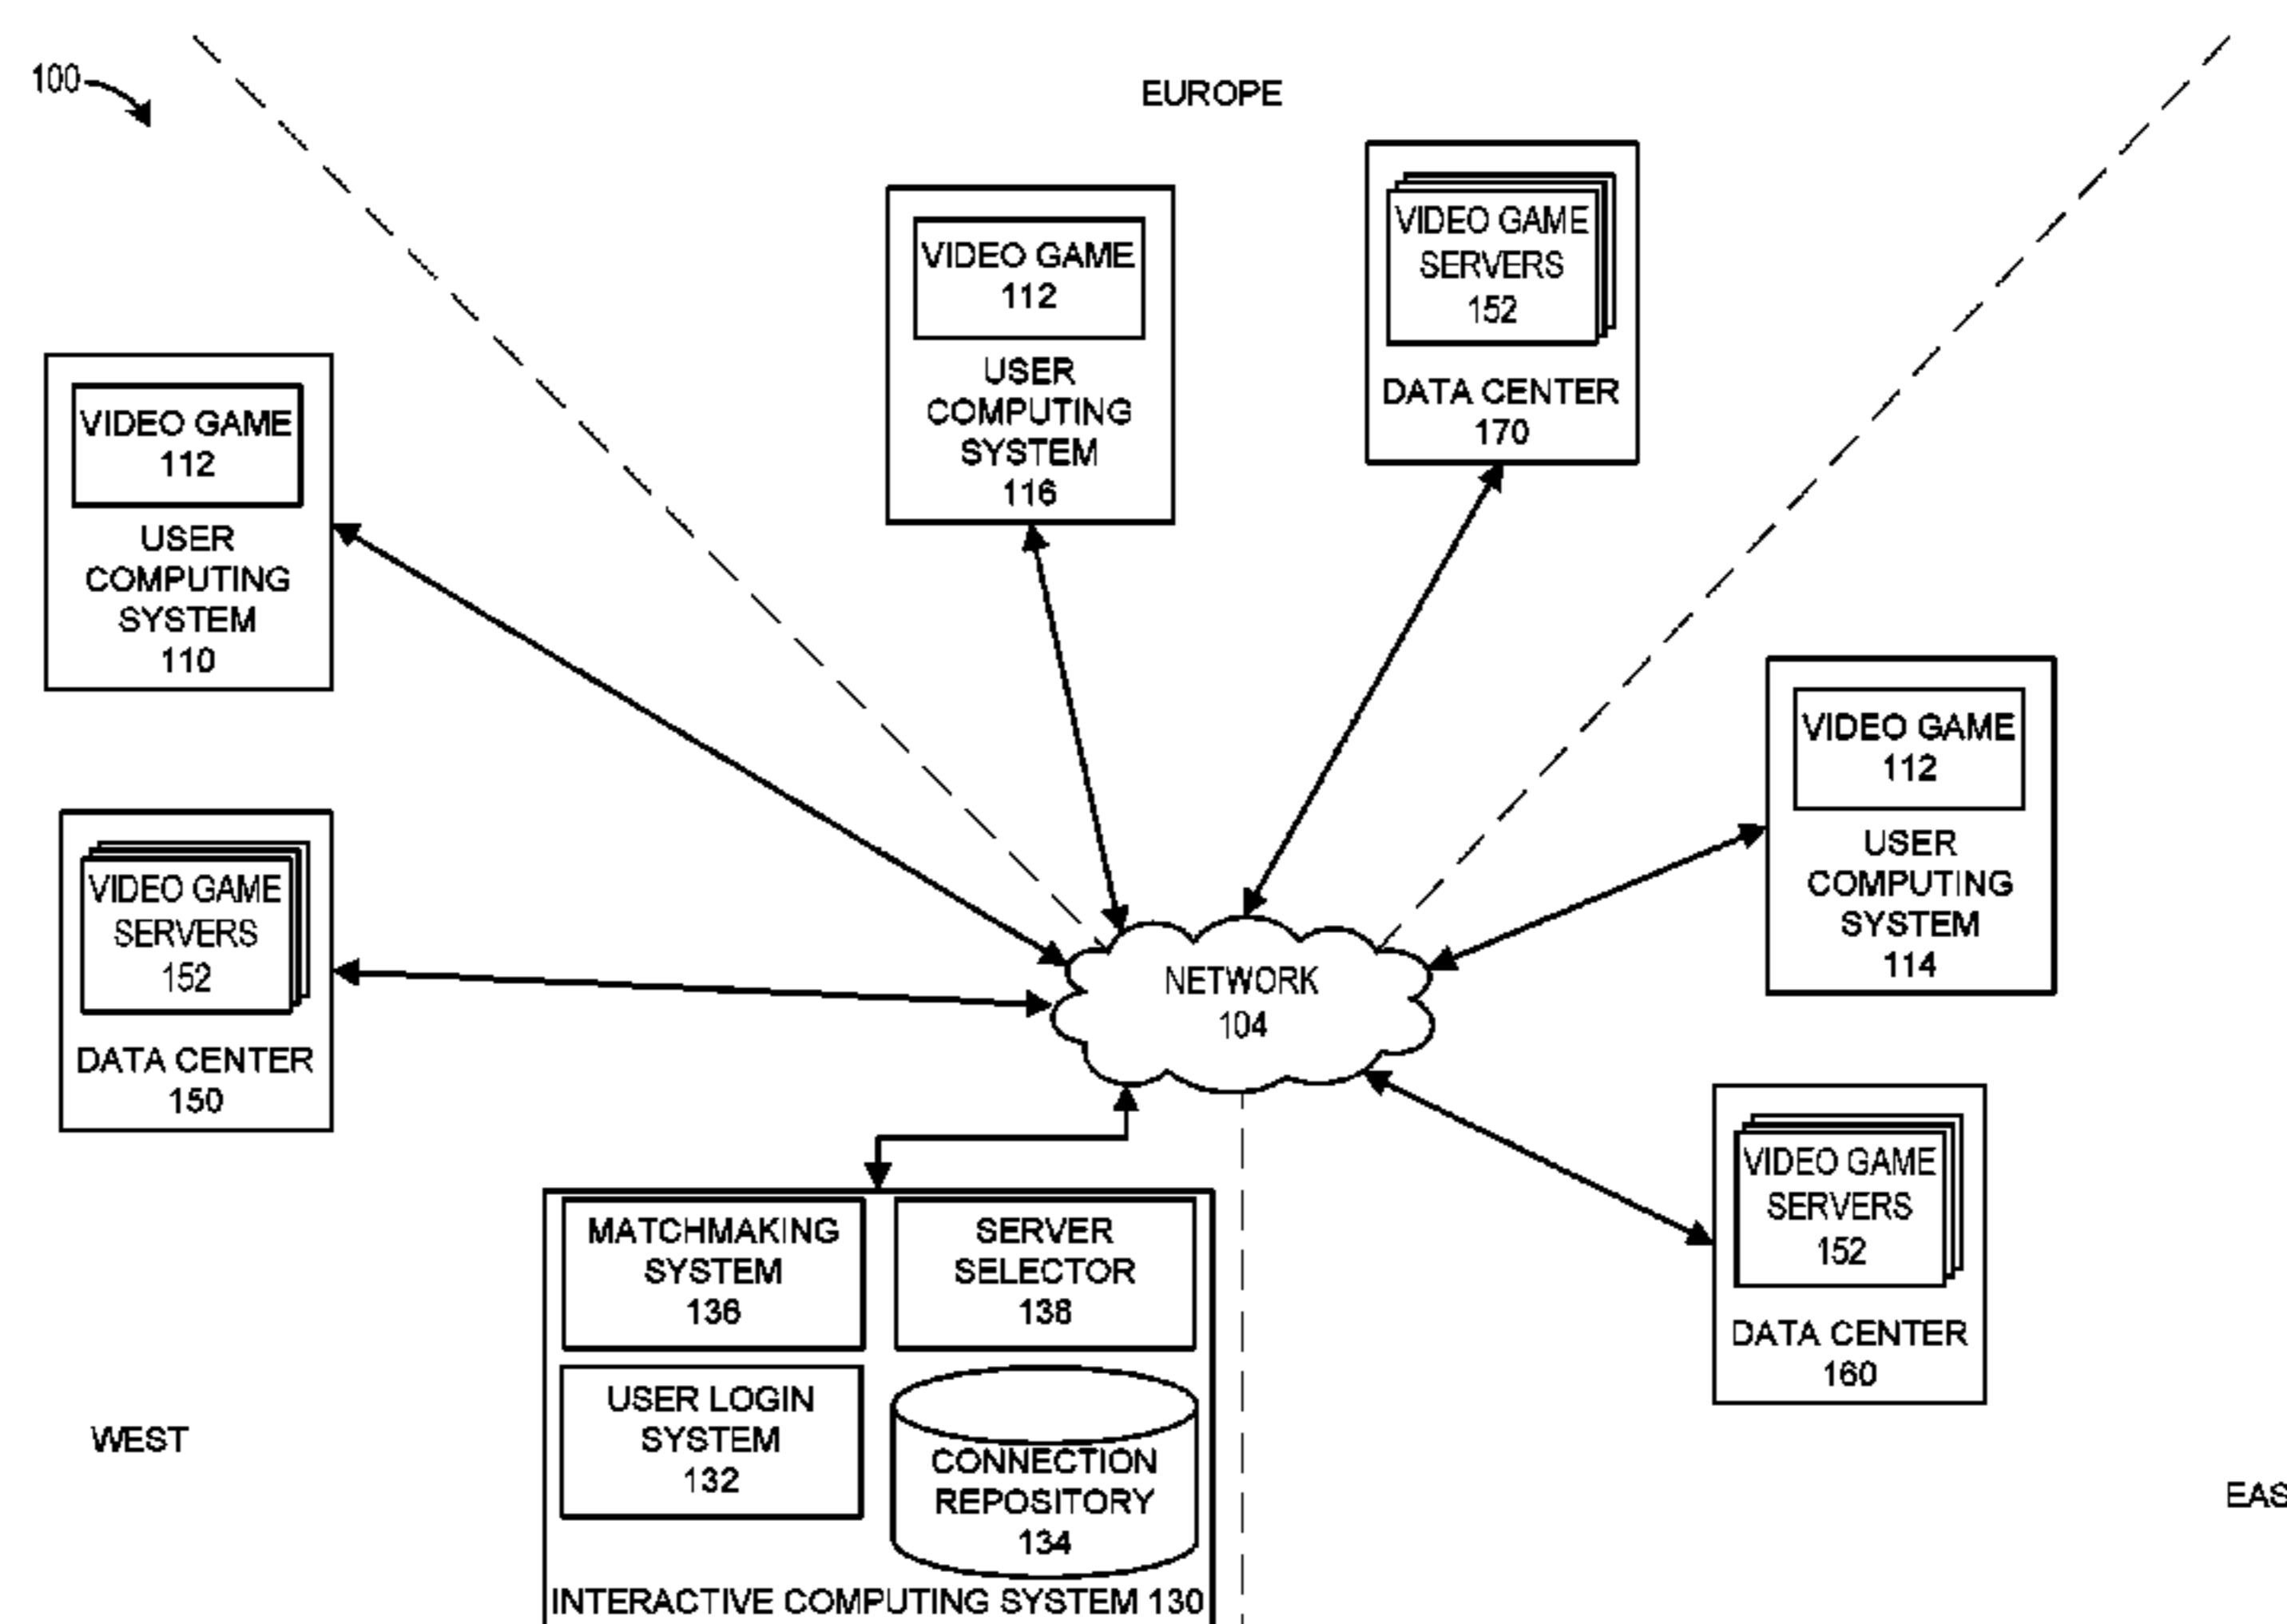 100
EUROPE
VIDEO GAME
112
USER
COMPUTING
SYSTEM
116
VIDEO GAME
SERVERS
152
DATA CENTER
170
VIDEO GAME
112
USER
COMPUTING
SYSTEM
110
VIDEO GAME
112
USER
COMPUTING
SYSTEM
114
VIDEO GAME
SERVERS
152
DATA CENTER
150
NETWORK
104
VIDEO GAME
SERVERS
152
DATA CENTER
160
MATCHMAKING
SYSTEM
136
SERVER
SELECTOR
138
USER LOGIN
SYSTEM
132
CONNECTION
REPOSITORY
134
INTERACTIVE COMPUTING SYSTEM 130
WEST
EAS